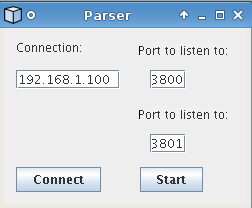 Parser
Connection:
Port to listen to:
192.168.1.100
3800
Port to listen to:
3801
Connect
Start